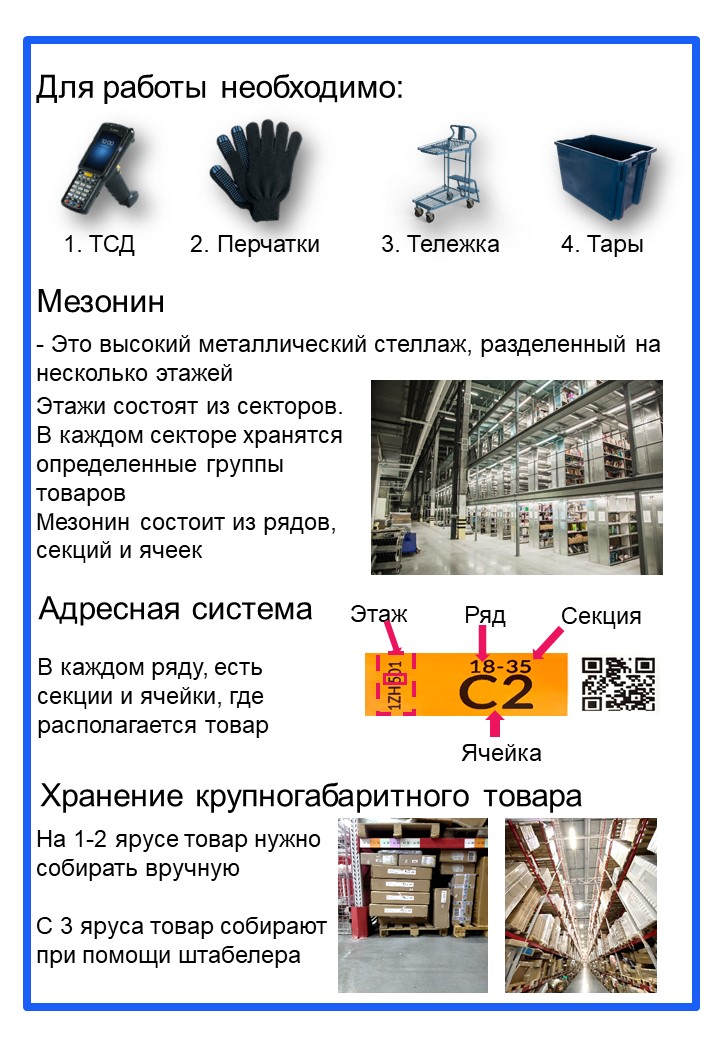 Для работы необходимо:
1. ТСД
2. Перчатки
3. Тележка
4. Тары
Мезонин
- Это высокий металлический стеллаж, разделенный на
несколько этажей
Этажи состоят из секторов.
В каждом секторе хранятся
определенные группы
товаров
Мезонин состоит из рядов,
секций и ячеек
Адресная система
Этаж
Ряд
Секция
В каждом ряду, есть
секции и ячейки, где
располагается товар
18-35
C2
Ячейка
Хранение крупногабаритного товара
На 1-2 ярусе товар нужно
собирать вручную
С 3 яруса товар собирают
при помощи штабелера